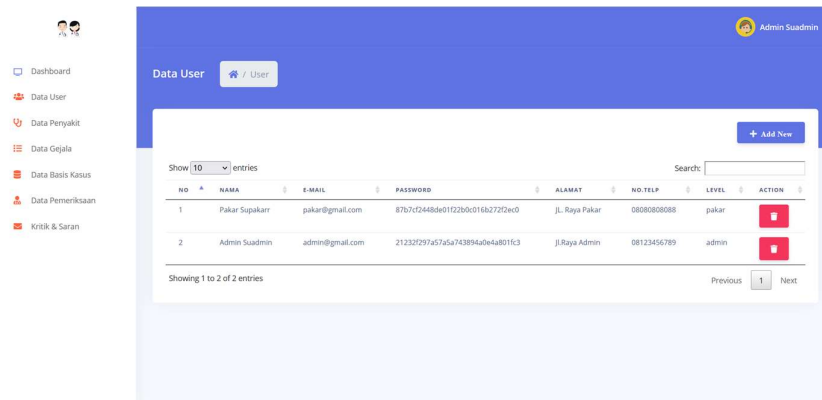 Admin Suadmin
Dashboard
Data User
Data Penyakit
Data Gejala
Data Basis Kasus
Data Pemeriksaan
Kritik & Saran
Data User
/ User
+ Add New
Show 10 entries
Search:
NO NAMA E-MAIL PASSWORD ALAMAT NO.TELP LEVEL ACTION
1 Pakar Supakarr pakar@gmail.com 87b7cf2448de01f22b0c016b272f2ec0 JL. Raya Pakar 08080808088 pakar
2 Admin Suadmin admin@gmail.com 21232f297a57a5a743894a0e4a801fc3 Jl.Raya Admin 08123456789 admin
Showing 1 to 2 of 2 entries
Previous 1 Next